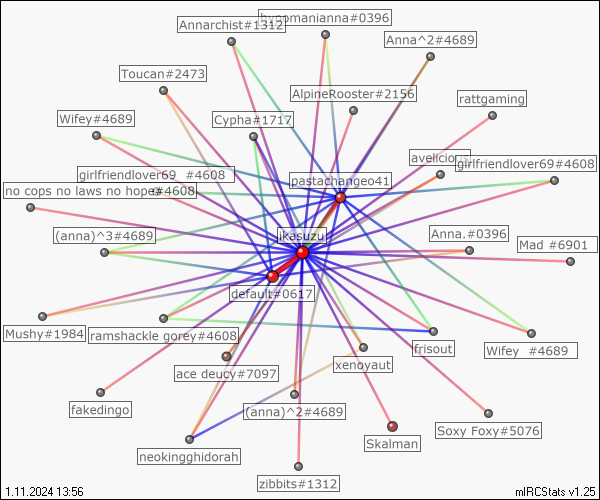 hypomanianna#0396
Annarchist#1312
Anna^2#4689
Toucan#2473
AlpineRooster#2156
rattgaming
Wifey#4689
Cypha#1717
avelicion
girlfriendlover69#4608
girlfriendlover69_#4608
pastachangeo41
no cops no laws no hope#4608
ikasuzu
(anna)^3#4689
Anna.#0396
Mad #6901
default#0617
Mushy#1984
ramshackle gorey#4608
frisout
Wifey #4689
xenoyaut
ace deucy#7097
fakedingo
(anna)^2#4689
Soxy Foxy#5076
Skalman
neokingghidorah
zibbits#1312
1.11.2024 13:56
mIRCStats v1.25